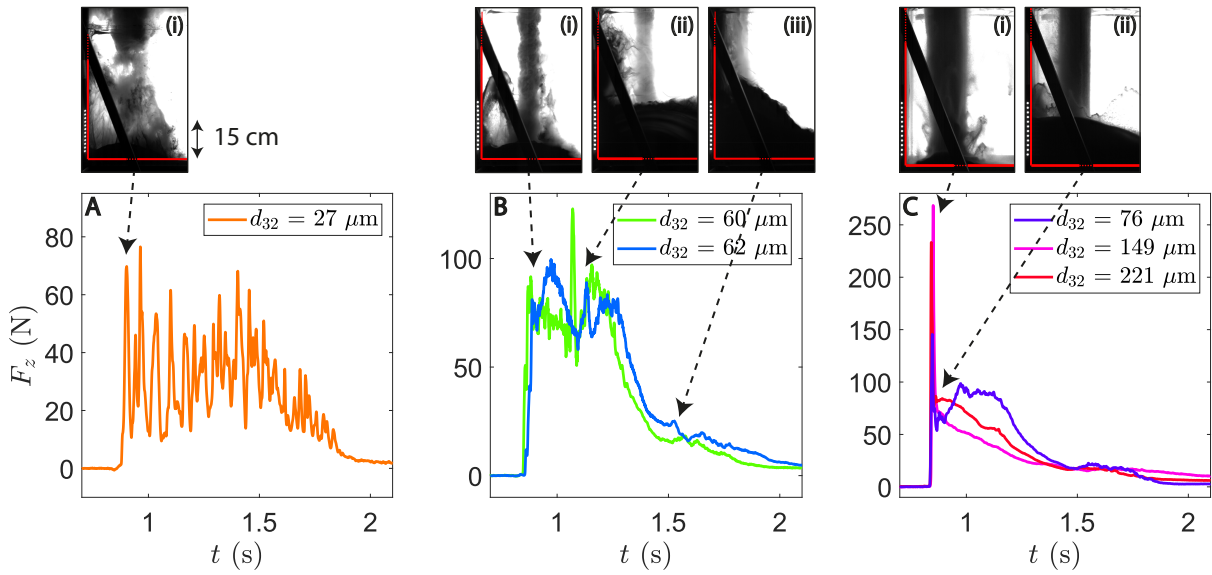 (i)
15 cm
(i)
(ii)
(iii)
(i)
(ii)
A
d₃₂ = 27 μm
80
60
40
20
0
F_z (N)
1
1.5
2
t (s)
B
d₃₂ = 60 μm
d₃₂ = 62 μm
100
50
0
1
1.5
2
t (s)
C
d₃₂ = 76 μm
d₃₂ = 149 μm
d₃₂ = 221 μm
250
200
150
100
50
0
1
1.5
2
t (s)